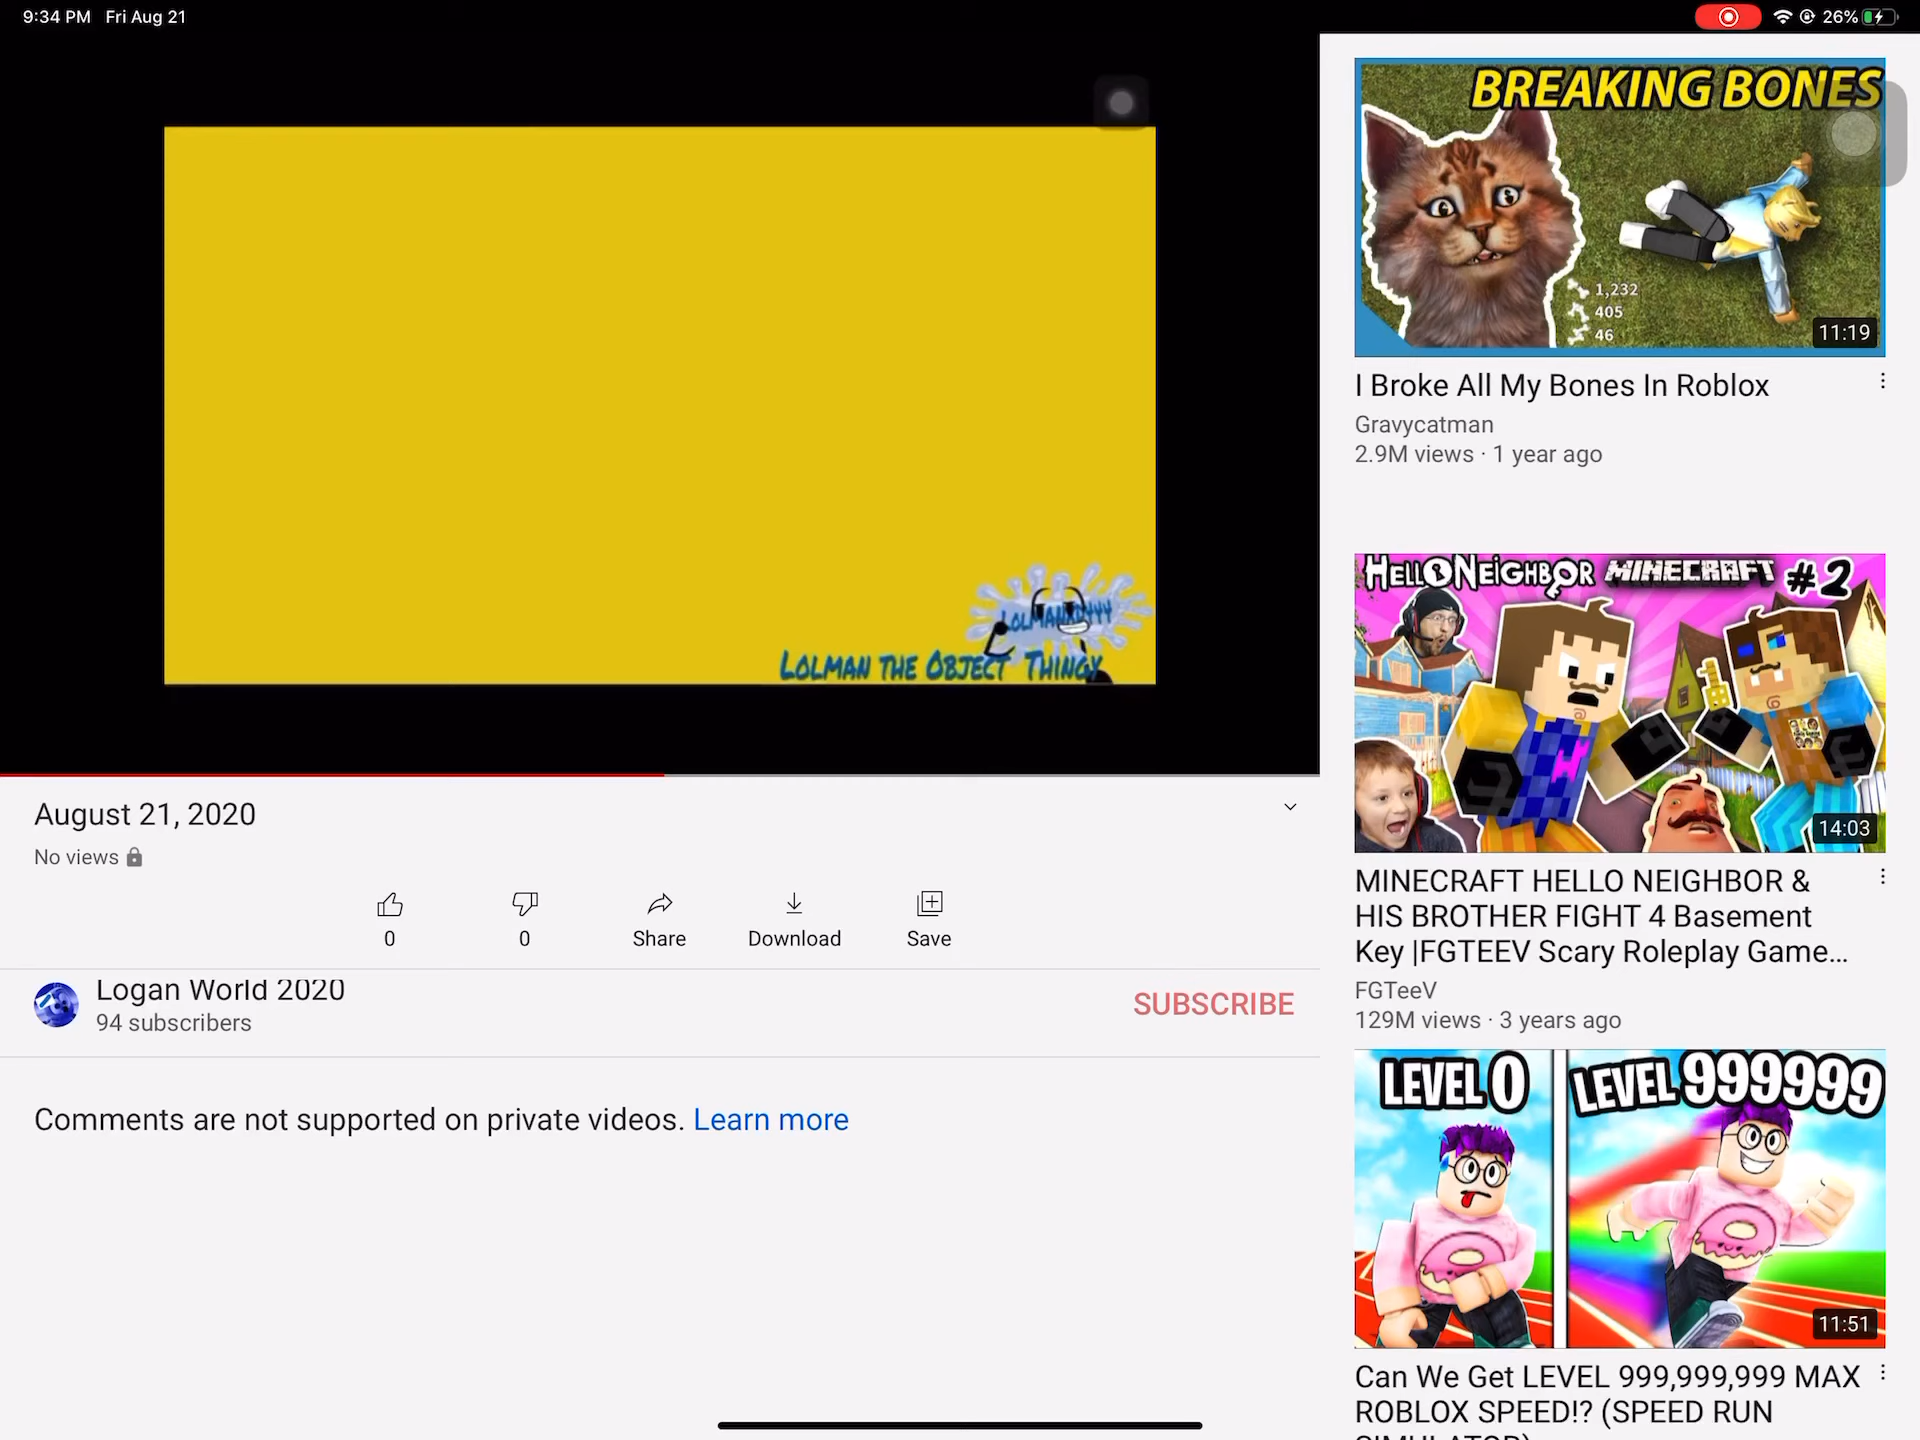 9:34 PM Fri Aug 21
26%
LOLMAN THE OBJECT THINGY
August 21, 2020
No views
0
0
Share
Download
Save
Logan World 2020
94 subscribers
SUBSCRIBE
Comments are not supported on private videos. Learn more
BREAKING BONES
1,232
405
46
11:19
I Broke All My Bones In Roblox
Gravycatman
2.9M views · 1 year ago
HELLO NEIGHBOR MINECRAFT #2
14:03
MINECRAFT HELLO NEIGHBOR &
HIS BROTHER FIGHT 4 Basement
Key |FGTEEV Scary Roleplay Game...
FGTeeV
129M views · 3 years ago
LEVEL 0
LEVEL 999999
11:51
Can We Get LEVEL 999,999,999 MAX
ROBLOX SPEED!? (SPEED RUN
SIMULATOR)